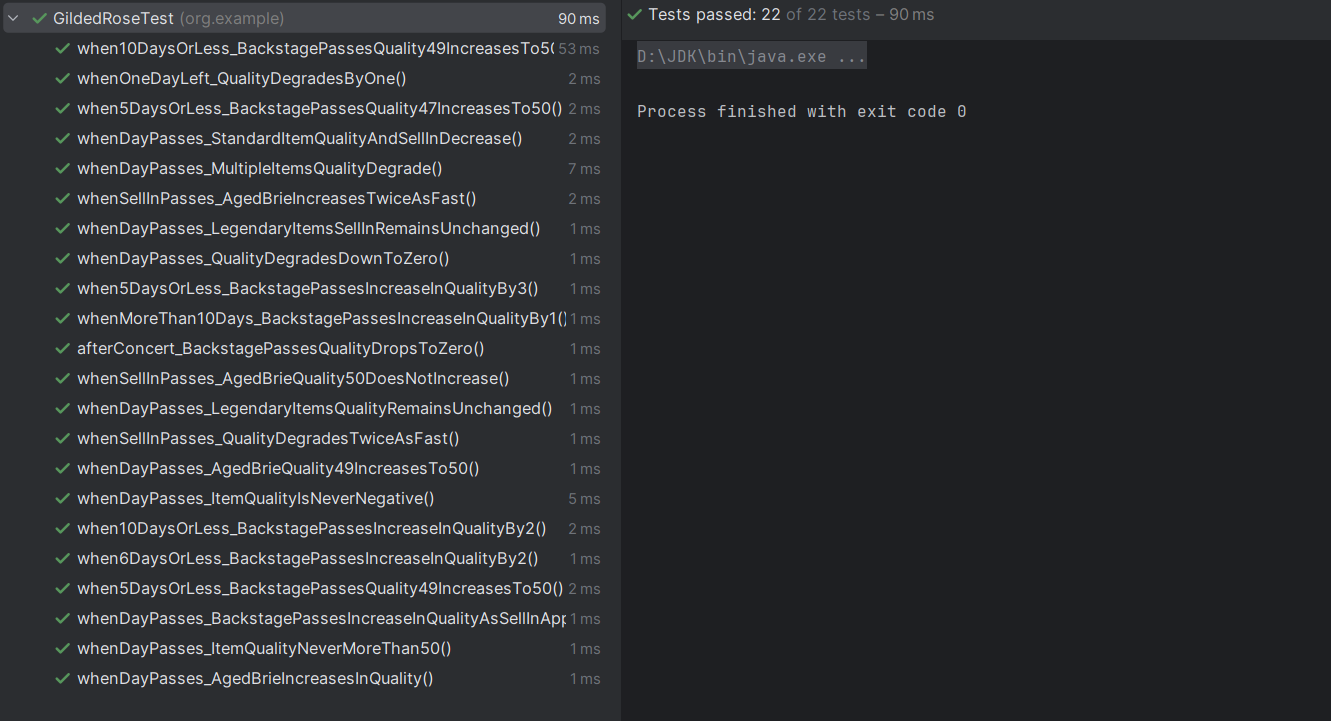 GildedRoseTest (org.example) 90 ms
when10DaysOrLess_BackstagePassesQuality49IncreasesTo50 53 ms
whenOneDayLeft_QualityDegradesByOne() 2 ms
when5DaysOrLess_BackstagePassesQuality47IncreasesTo50() 2 ms
whenDayPasses_StandardItemQualityAndSellInDecrease() 2 ms
whenDayPasses_MultipleItemsQualityDegrade() 7 ms
whenSellInPasses_AgedBrieIncreasesTwiceAsFast() 2 ms
whenDayPasses_LegendaryItemsSellInRemainsUnchanged() 1 ms
whenDayPasses_QualityDegradesDownToZero() 1 ms
when5DaysOrLess_BackstagePassesIncreaseInQualityBy3() 1 ms
whenMoreThan10Days_BackstagePassesIncreaseInQualityBy1() 1 ms
afterConcert_BackstagePassesQualityDropsToZero() 1 ms
whenSellInPasses_AgedBrieQuality50DoesNotIncrease() 1 ms
whenDayPasses_LegendaryItemsQualityRemainsUnchanged() 1 ms
whenSellInPasses_QualityDegradesTwiceAsFast() 1 ms
whenDayPasses_AgedBrieQuality49IncreasesTo50() 1 ms
whenDayPasses_ItemQualityIsNeverNegative() 5 ms
when10DaysOrLess_BackstagePassesIncreaseInQualityBy2() 2 ms
when6DaysOrLess_BackstagePassesIncreaseInQualityBy2() 1 ms
when5DaysOrLess_BackstagePassesQuality49IncreasesTo50() 2 ms
whenDayPasses_BackstagePassesIncreaseInQualityAsSellInApp 1 ms
whenDayPasses_ItemQualityNeverMoreThan50() 1 ms
whenDayPasses_AgedBrieIncreasesInQuality() 1 ms
Tests passed: 22 of 22 tests – 90 ms
D:\JDK\bin\java.exe ...
Process finished with exit code 0